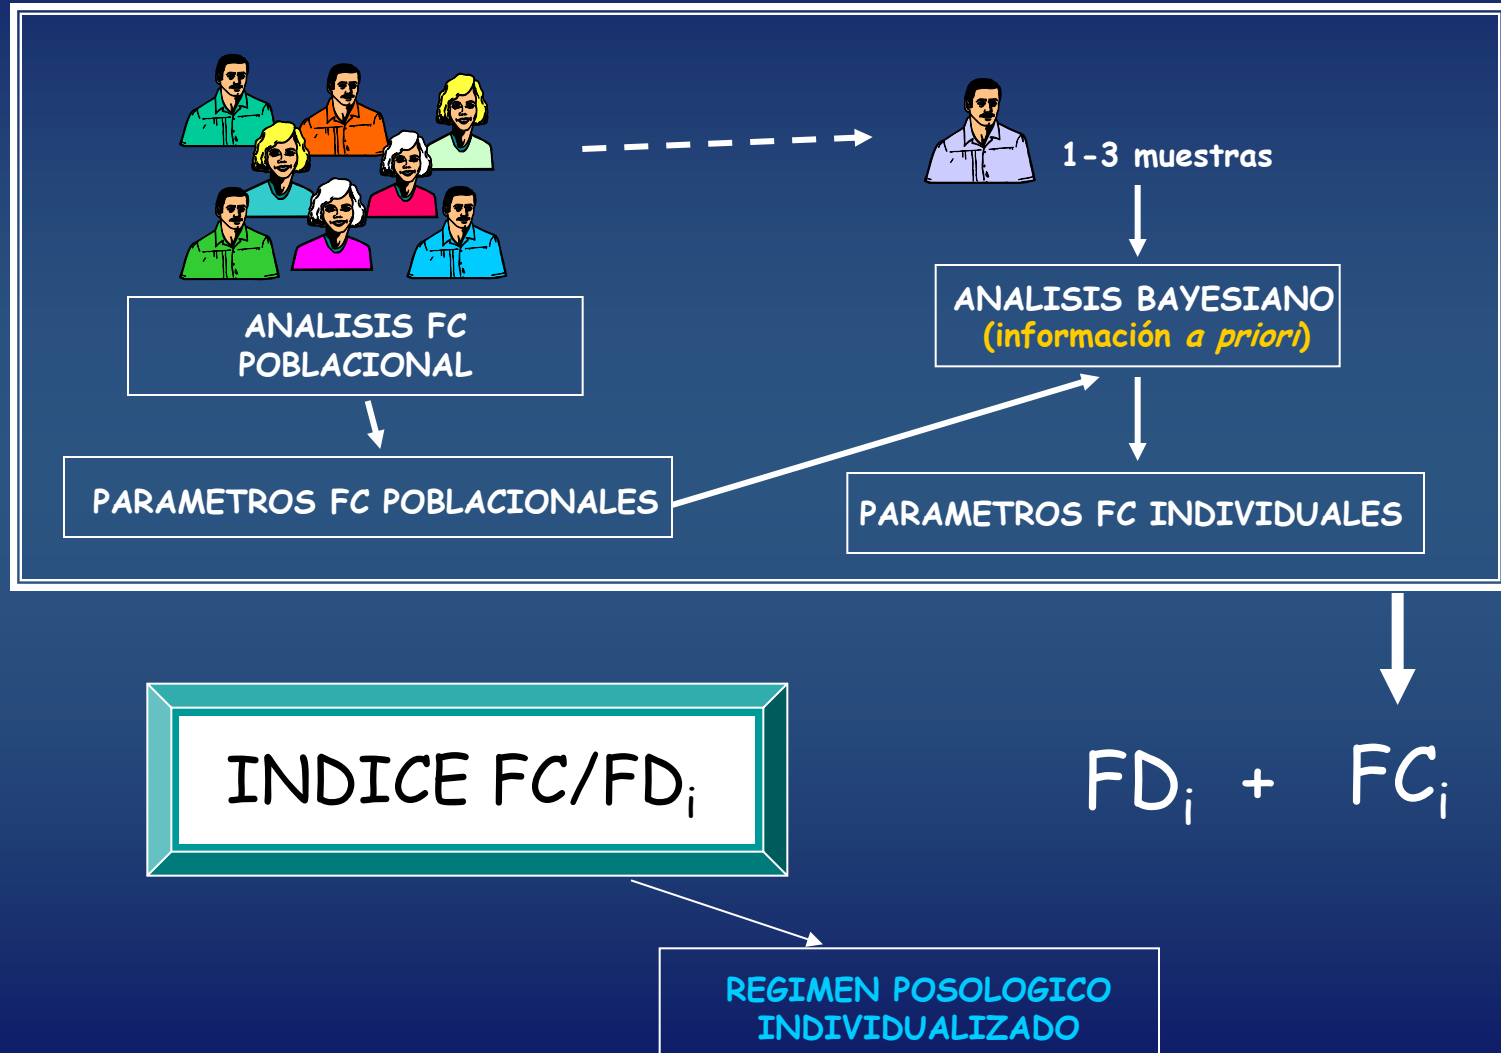 1-3 muestras
ANALISIS FC
POBLACIONAL
ANALISIS BAYESIANO
(información a priori)
PARAMETROS FC POBLACIONALES
PARAMETROS FC INDIVIDUALES
INDICE FC/FDi
FDi + FCi
REGIMEN POSOLOGICO
INDIVIDUALIZADO